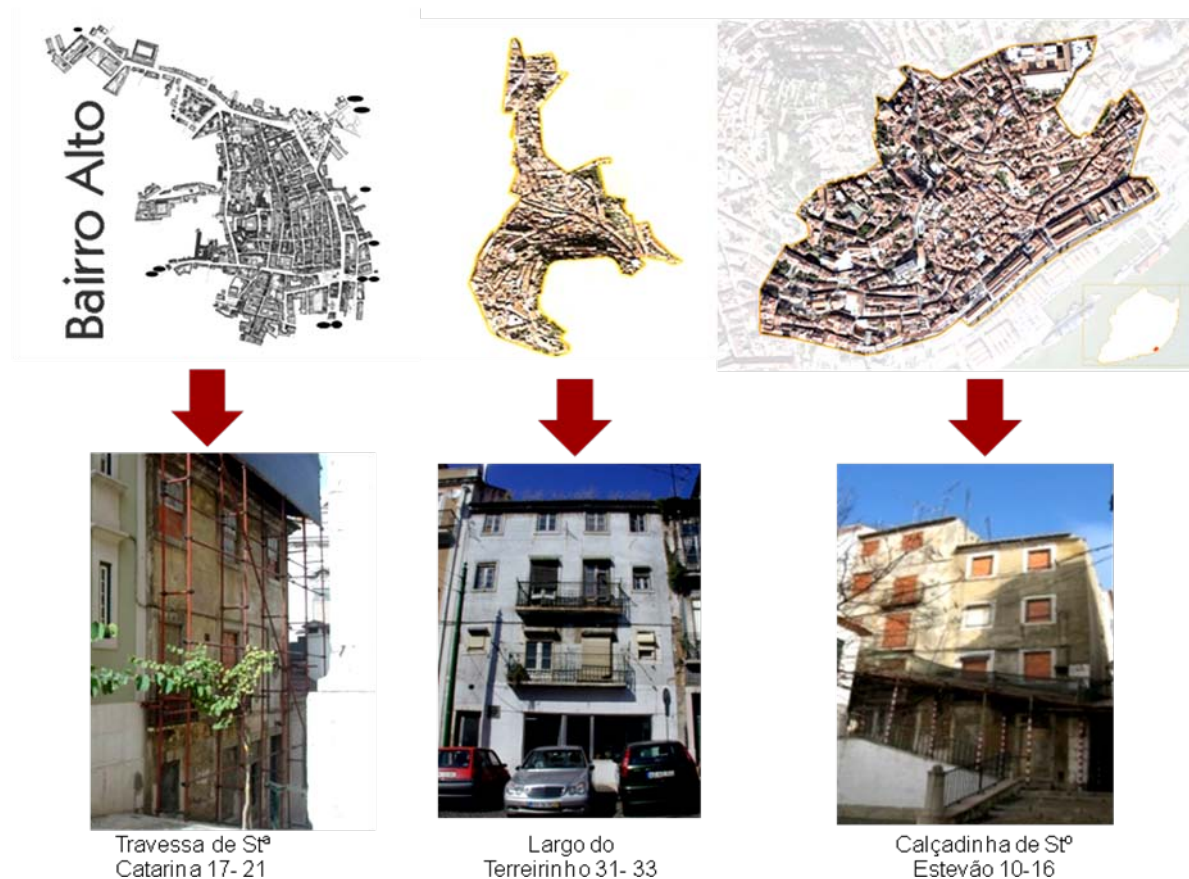 Bairro Alto
Travessa de Stª
Catarina 17- 21
Largo do
Terreirinho 31- 33
Calçadinha de Stº
Estevão 10-16